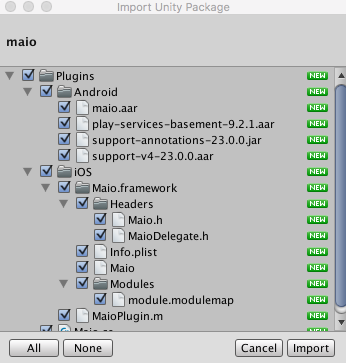 Import Unity Package
maio
Plugins NEW
Android NEW
maio.aar NEW
play-services-basement-9.2.1.aar NEW
support-annotations-23.0.0.jar NEW
support-v4-23.0.0.aar NEW
iOS NEW
Maio.framework NEW
Headers NEW
Maio.h NEW
MaioDelegate.h NEW
Info.plist NEW
Maio NEW
Modules NEW
module.modulemap NEW
MaioPlugin.m NEW
All None Cancel Import